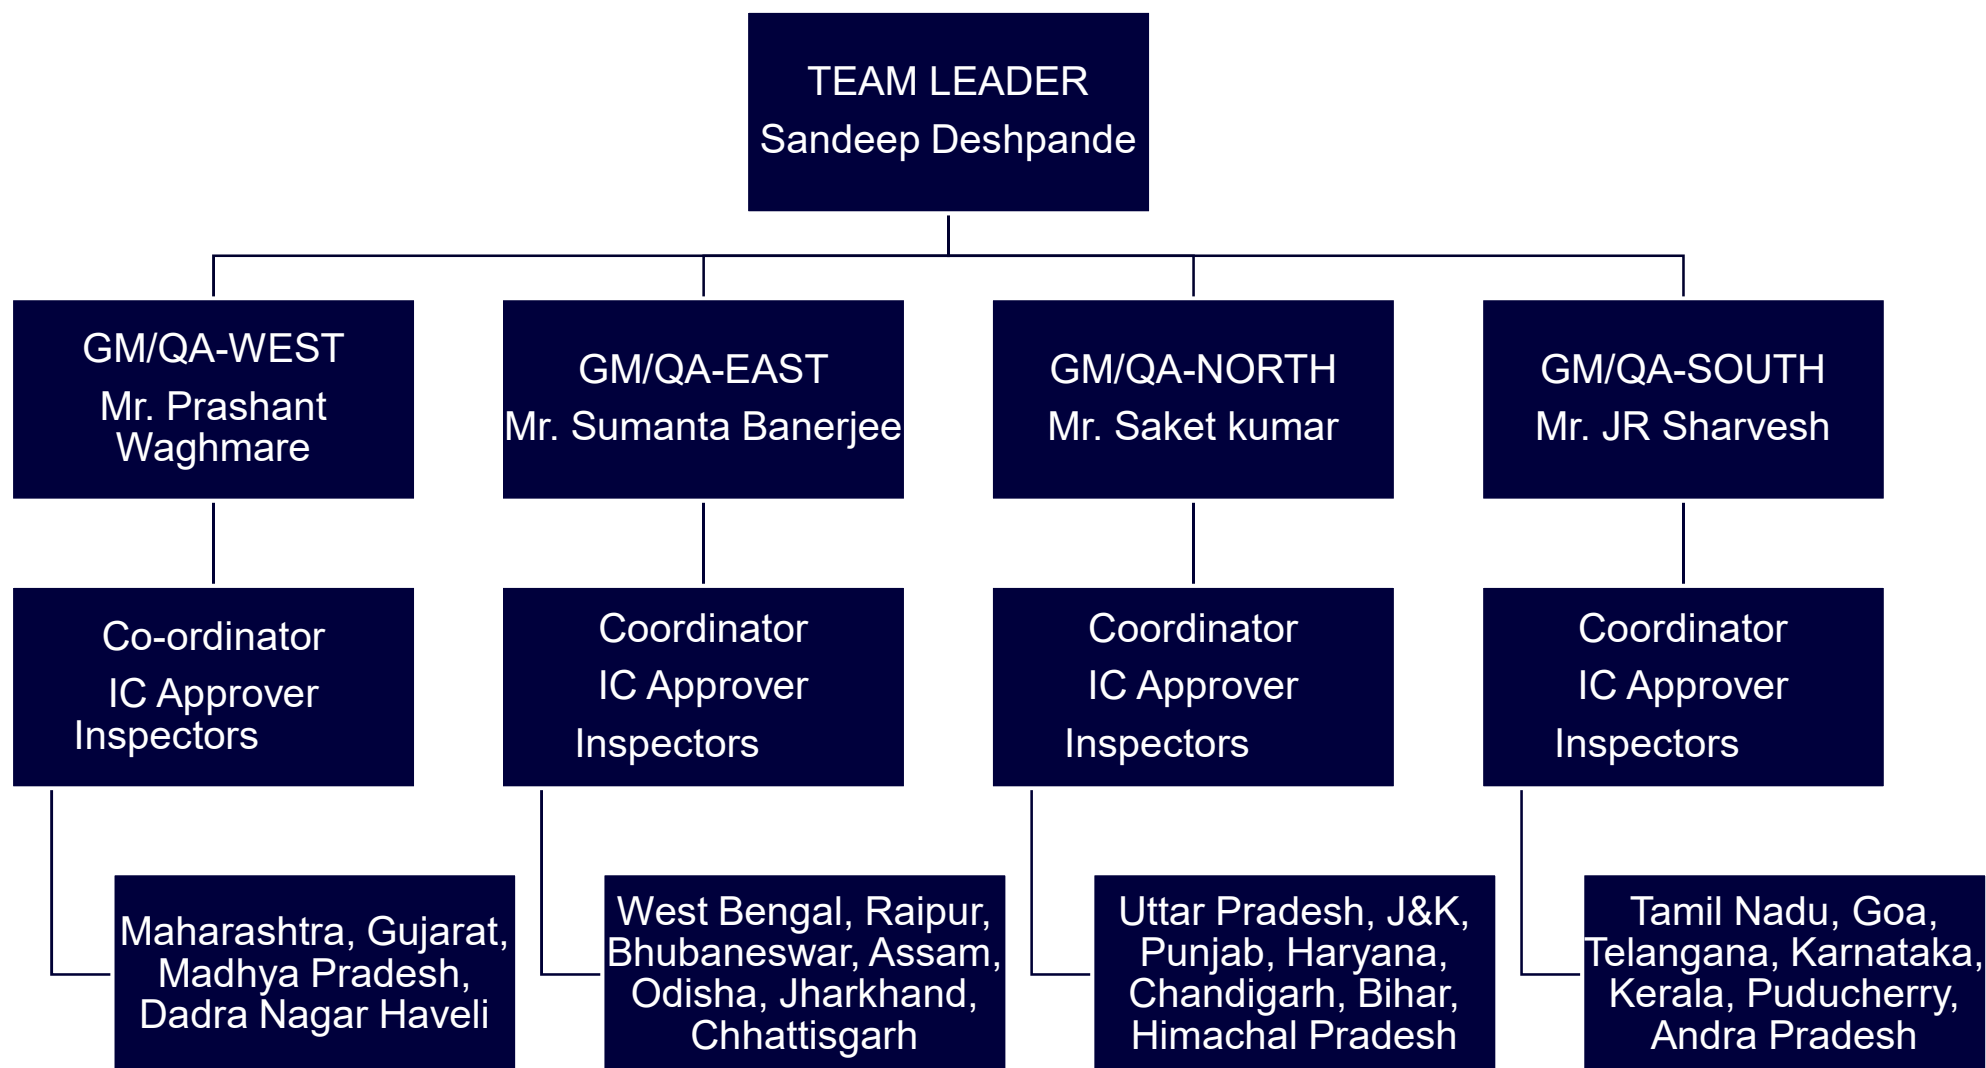 TEAM LEADER
Sandeep Deshpande
GM/QA-WEST
Mr. Prashant
Waghmare
GM/QA-EAST
Mr. Sumanta Banerjee
GM/QA-NORTH
Mr. Saket kumar
GM/QA-SOUTH
Mr. JR Sharvesh
Co-ordinator
IC Approver
Inspectors
Coordinator
IC Approver
Inspectors
Coordinator
IC Approver
Inspectors
Coordinator
IC Approver
Inspectors
Maharashtra, Gujarat,
Madhya Pradesh,
Dadra Nagar Haveli
West Bengal, Raipur,
Bhubaneswar, Assam,
Odisha, Jharkhand,
Chhattisgarh
Uttar Pradesh, J&K,
Punjab, Haryana,
Chandigarh, Bihar,
Himachal Pradesh
Tamil Nadu, Goa,
Telangana, Karnataka,
Kerala, Puducherry,
Andra Pradesh